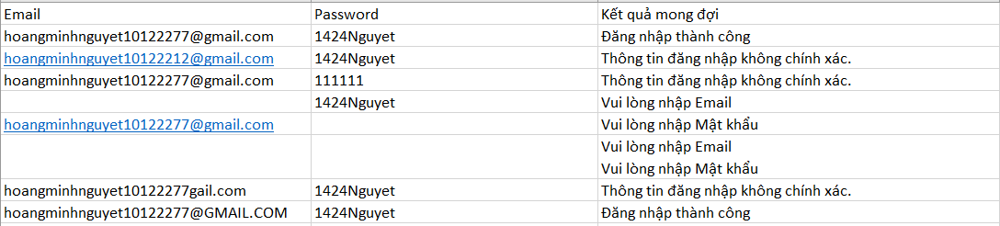 Email Password Kết quả mong đợi
hoangminhnguyet10122277@gmail.com 1424Nguyet Đăng nhập thành công
hoangminhnguyet10122212@gmail.com 1424Nguyet Thông tin đăng nhập không chính xác.
hoangminhnguyet10122277@gmail.com 111111 Thông tin đăng nhập không chính xác.
1424Nguyet Vui lòng nhập Email
hoangminhnguyet10122277@gmail.com Vui lòng nhập Mật khẩu
Vui lòng nhập Email
Vui lòng nhập Mật khẩu
hoangminhnguyet10122277gail.com 1424Nguyet Thông tin đăng nhập không chính xác.
hoangminhnguyet10122277@GMAIL.COM 1424Nguyet Đăng nhập thành công